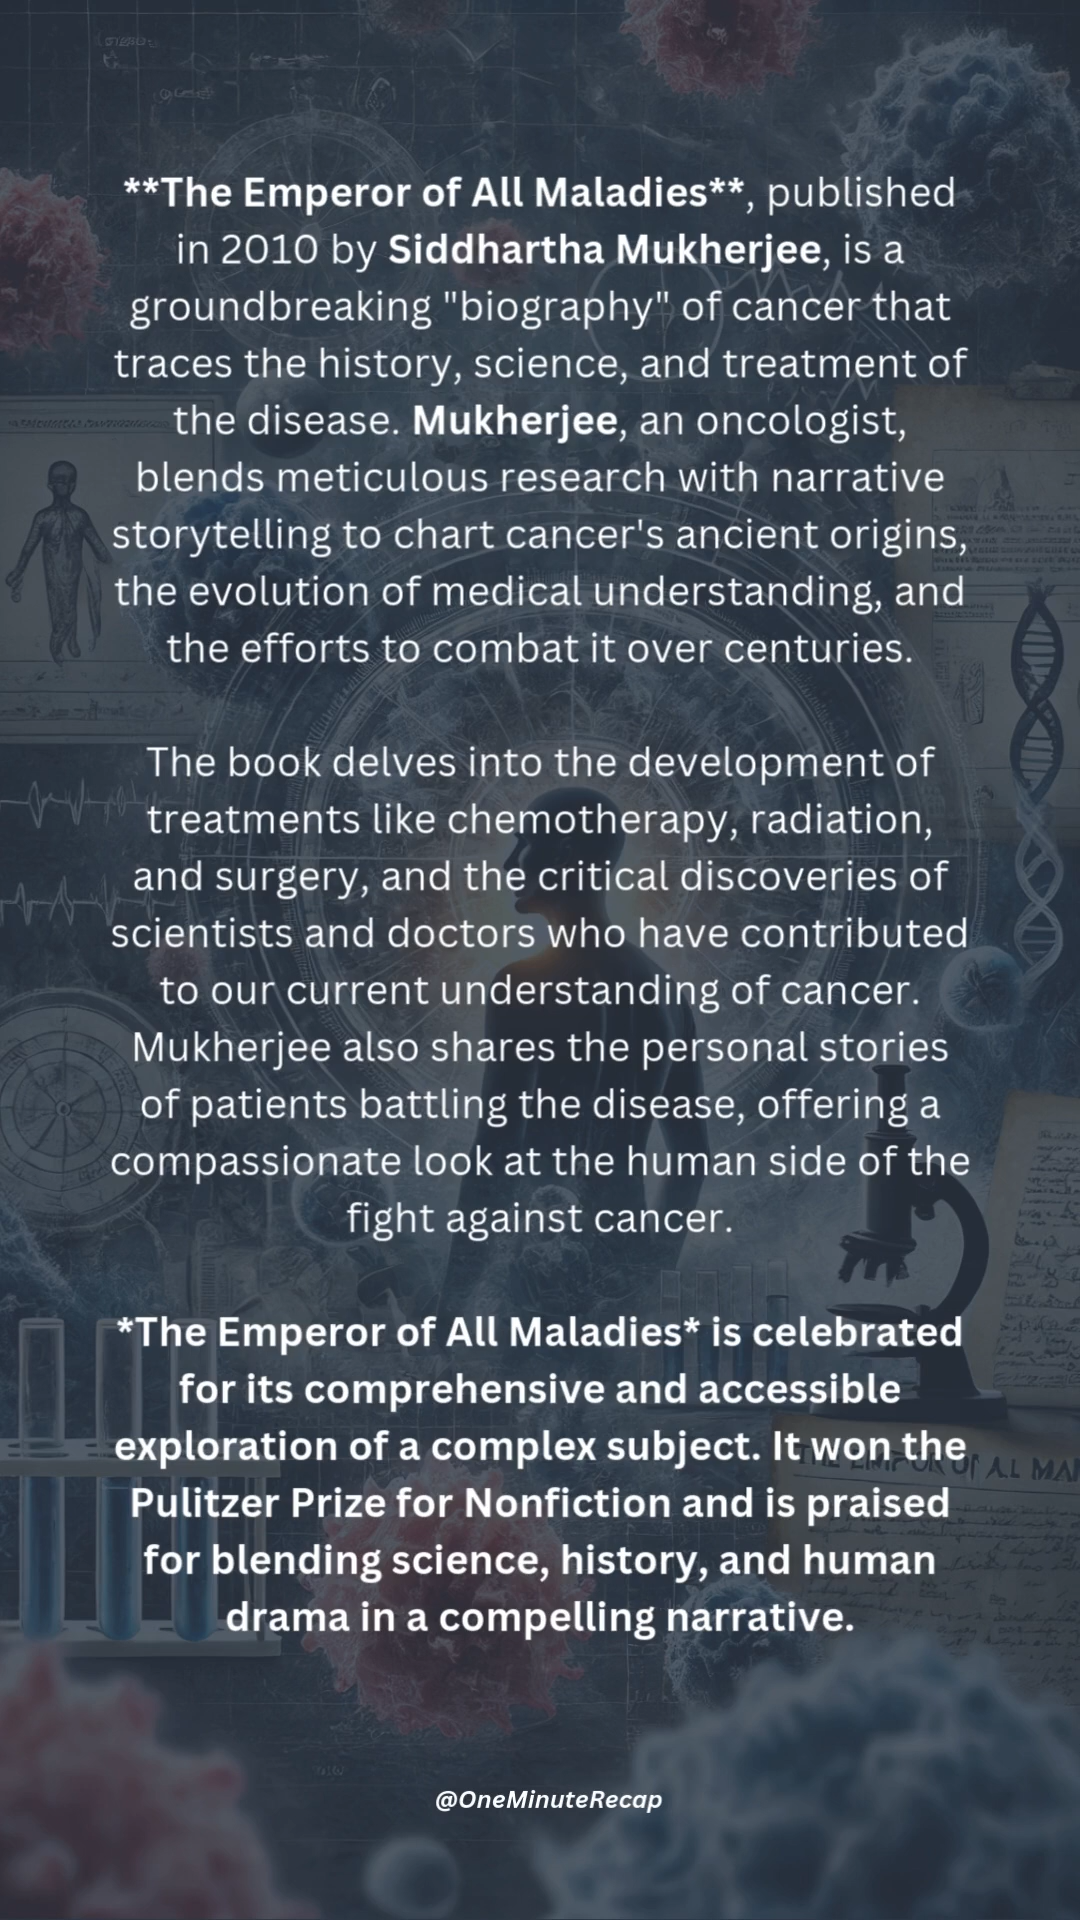 **The Emperor of All Maladies**, published
in 2010 by Siddhartha Mukherjee, is a
groundbreaking "biography" of cancer that
traces the history, science, and treatment of
the disease. Mukherjee, an oncologist,
blends meticulous research with narrative
storytelling to chart cancer's ancient origins,
the evolution of medical understanding, and
the efforts to combat it over centuries.
The book delves into the development of
treatments like chemotherapy, radiation,
and surgery, and the critical discoveries of
scientists and doctors who have contributed
to our current understanding of cancer.
Mukherjee also shares the personal stories
of patients battling the disease, offering a
compassionate look at the human side of the
fight against cancer.
*The Emperor of All Maladies* is celebrated
for its comprehensive and accessible
exploration of a complex subject. It won the
Pulitzer Prize for Nonfiction and is praised
for blending science, history, and human
drama in a compelling narrative.
@OneMinuteRecap